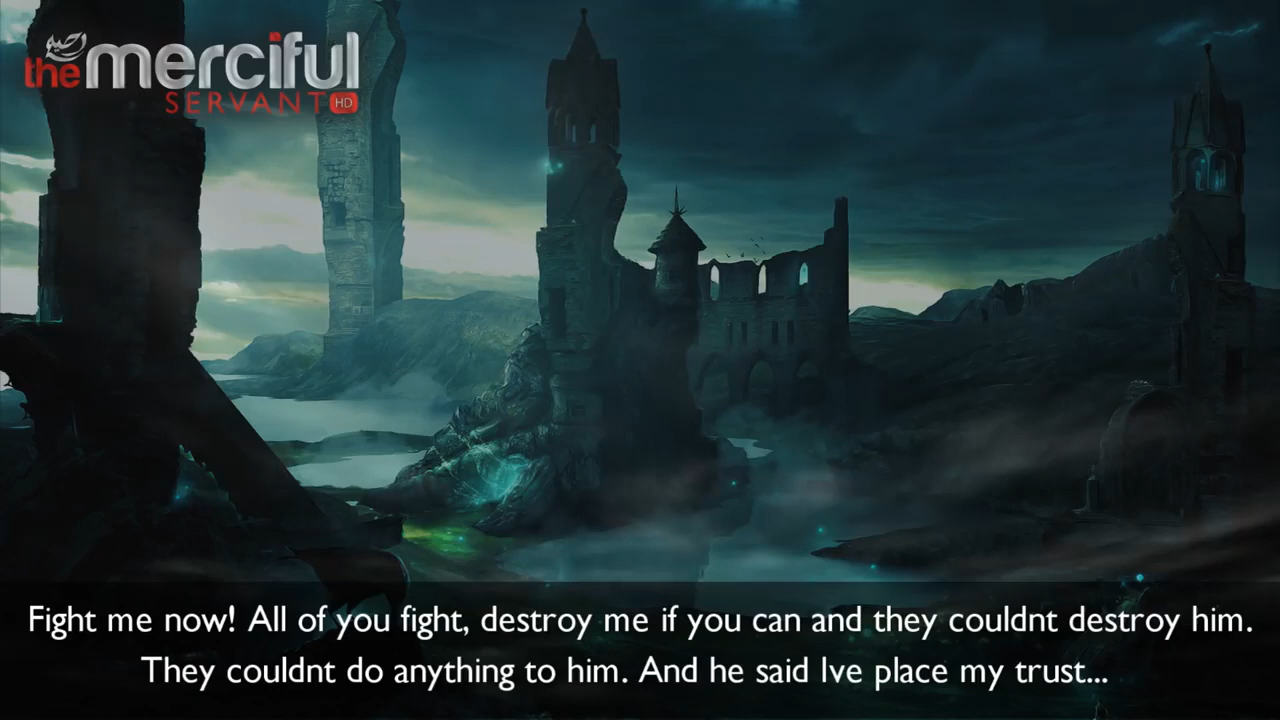 the merciful
SERVANT HD
Fight me now! All of you fight, destroy me if you can and they couldnt destroy him.
They couldnt do anything to him. And he said Ive place my trust...